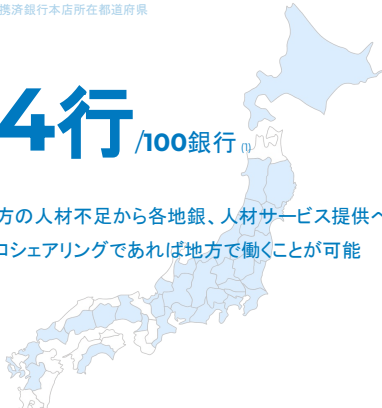 携済銀行本店所在都道府県
4行/100銀行(1)
方の人材不足から各地銀、人材サービス提供へ
コシェアリングであれば地方で働くことが可能